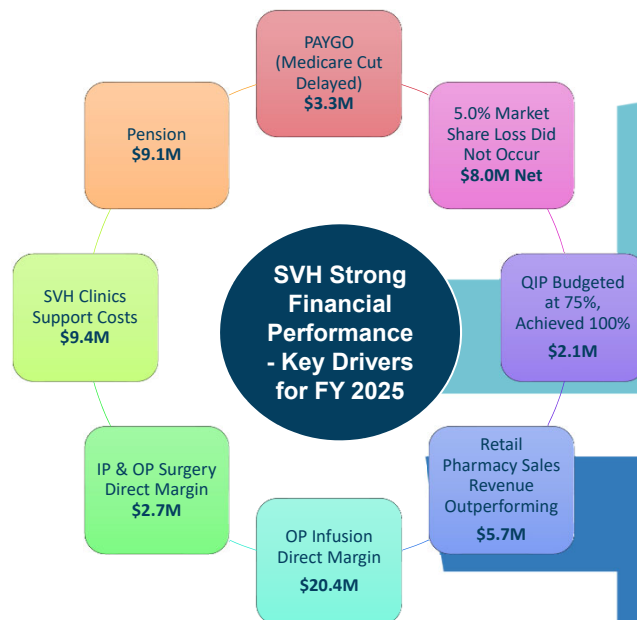 PAYGO
(Medicare Cut
Delayed)
$3.3M
5.0% Market
Share Loss Did
Not Occur
$8.0M Net
QIP Budgeted
at 75%,
Achieved 100%
$2.1M
Retail
Pharmacy Sales
Revenue
Outperforming
$5.7M
OP Infusion
Direct Margin
$20.4M
IP & OP Surgery
Direct Margin
$2.7M
SVH Clinics
Support Costs
$9.4M
Pension
$9.1M
SVH Strong
Financial
Performance
- Key Drivers
for FY 2025